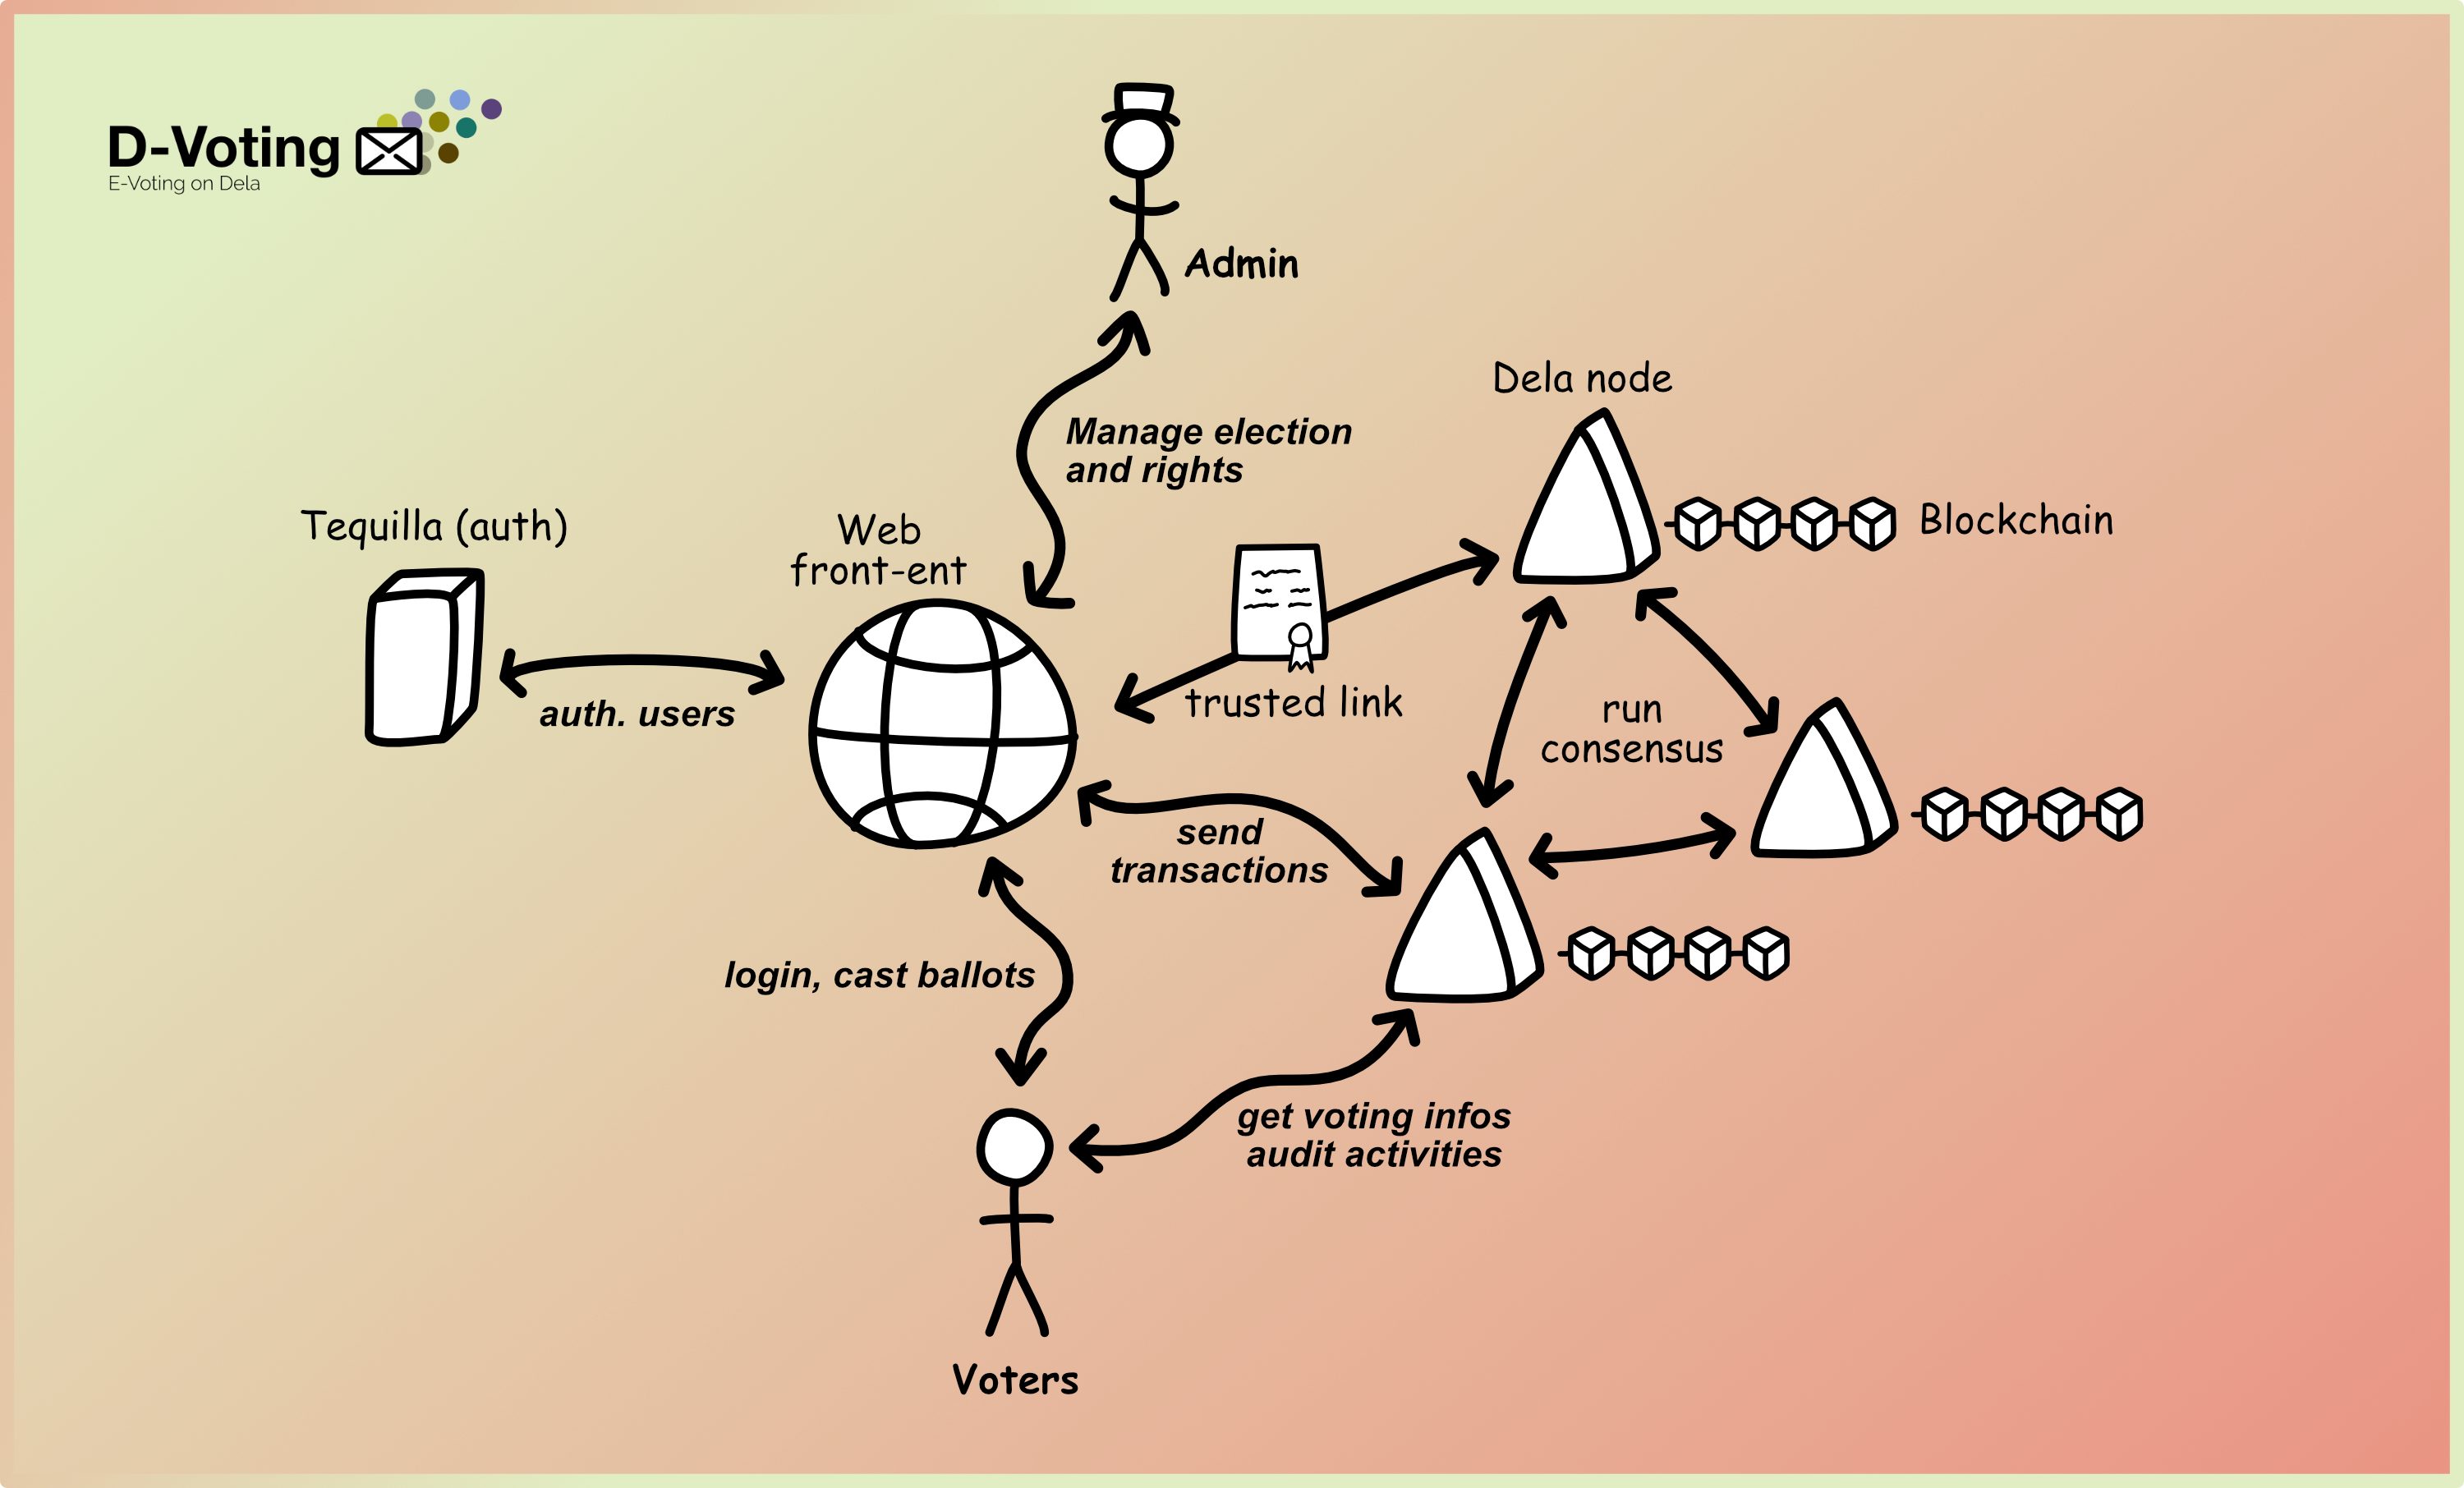 D-Voting
E-Voting on Dela
Admin
Manage election
and rights
Dela node
Blockchain
Tequilla (auth)
Web
front-ent
auth. users
trusted link
run
consensus
send
transactions
login, cast ballots
get voting infos
audit activities
Voters